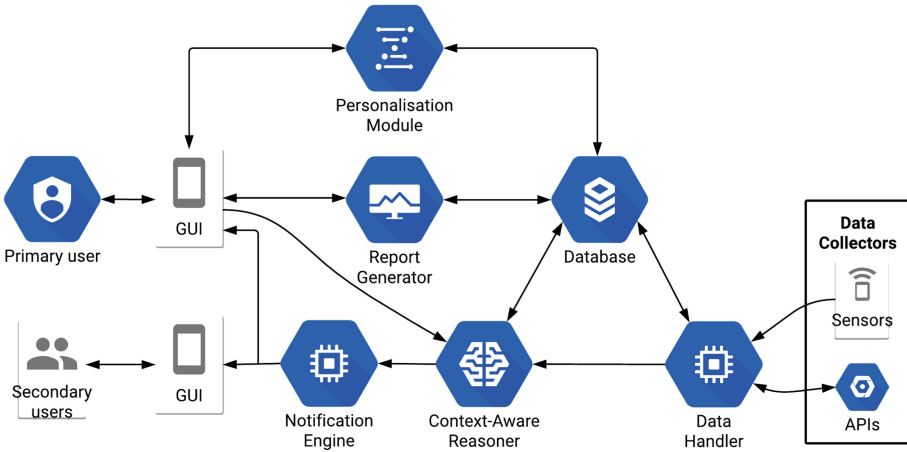 Personalisation
Module
Primary user
GUI
Report
Generator
Database
Data
Collectors
Sensors
APIs
Secondary
users
GUI
Notification
Engine
Context-Aware
Reasoner
Data
Handler